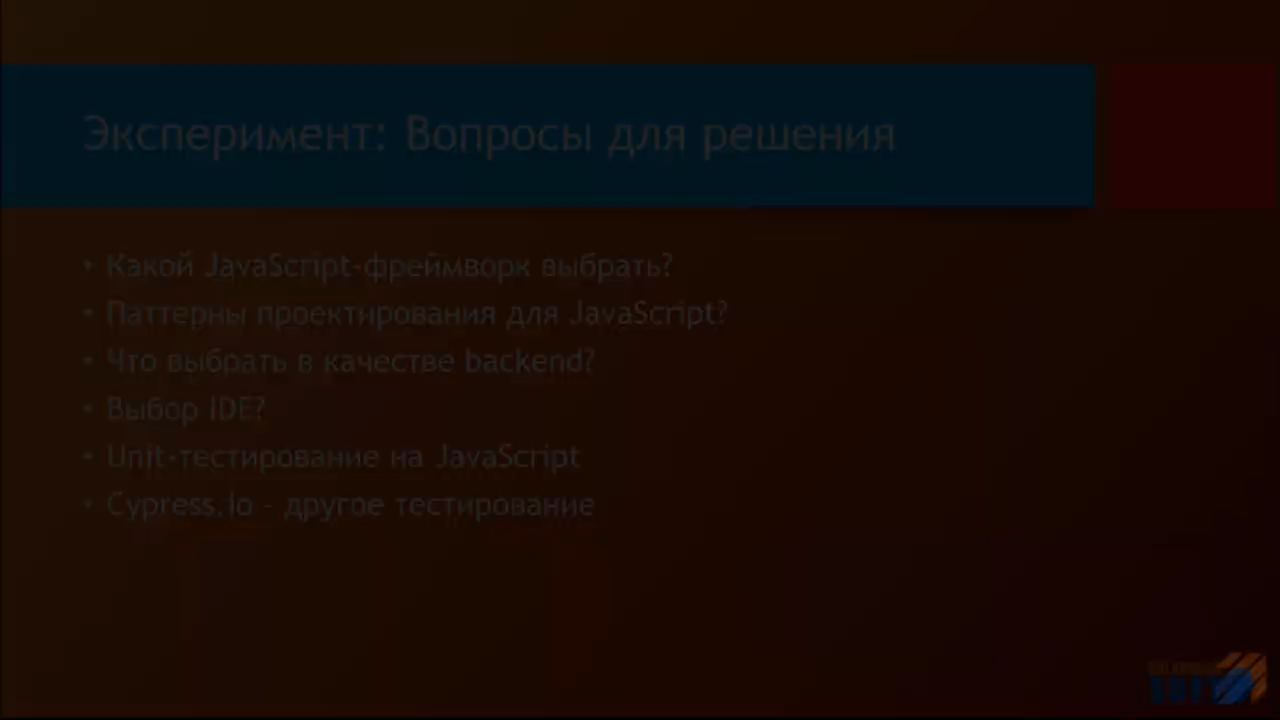 Эксперимент: Вопросы для решения
• Какой JavaScript-фреймворк выбрать?
• Паттерны проектирования для JavaScript?
• Что выбрать в качестве backend?
• Выбор IDE?
• Unit-тестирование на JavaScript
• Cypress.io - другое тестирование